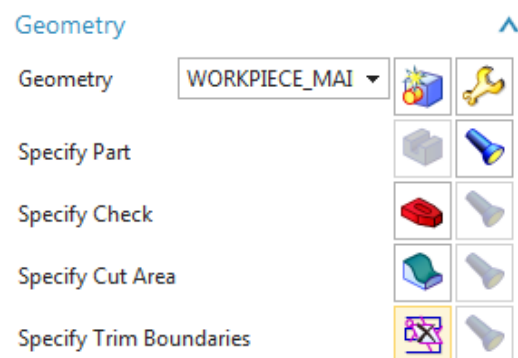 Geometry
Geometry WORKPIECE_MAI
Specify Part
Specify Check
Specify Cut Area
Specify Trim Boundaries